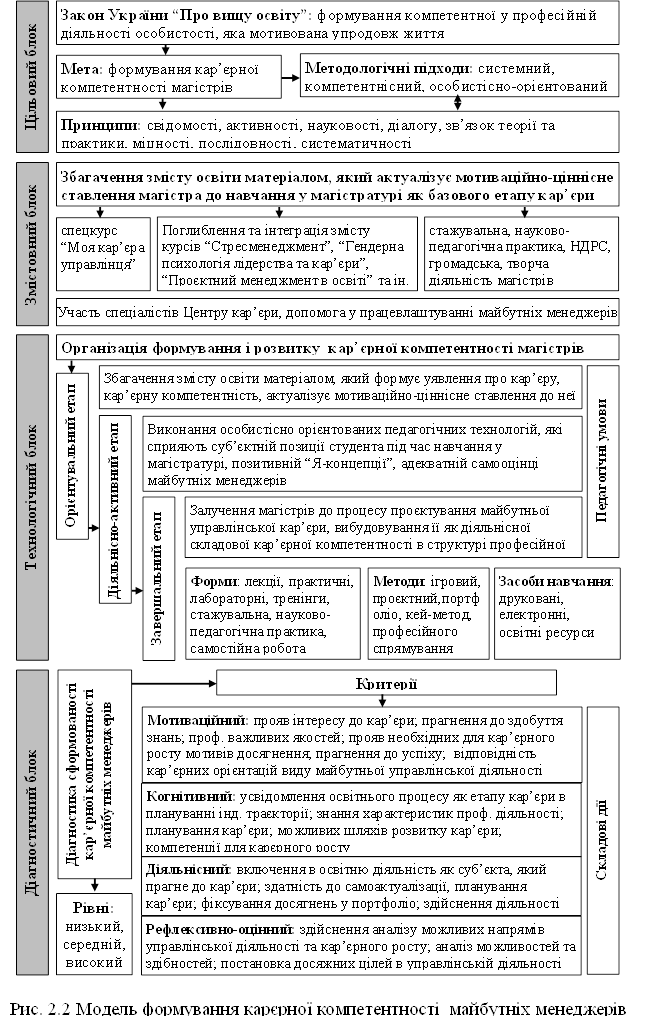 Цільовий блок
Закон України “Про вищу освіту”: формування компетентної у професійній
діяльності особистості, яка мотивована упродовж життя
Мета: формування кар’єрної
компетентності магістрів
Методологічні підходи: системний,
компетентнісний, особистісно-орієнтований
Принципи: свідомості, активності, науковості, діалогу, зв’язок теорії та
практики, міцності, послідовності, систематичності
Змістовний блок
Збагачення змісту освіти матеріалом, який актуалізує мотиваційно-ціннісне
ставлення магістра до навчання у магістратурі як базового етапу кар’єри
спецкурс
“Моя кар’єра
управлінця”
Поглиблення та інтеграція змісту
курсів “Стресменеджмент”, “Гендерна
психологія лідерства та кар’єри”,
“Проєктний менеджмент в освіті” та ін.
стажувальна, науково-
педагогічна практика, НДРС,
громадська, творча
діяльність магістрів
Участь спеціалістів Центру кар’єри, допомога у працевлаштуванні майбутніх менеджерів
Технологічний блок
Організація формування і розвитку кар’єрної компетентності магістрів
Орієнтувальний етап
Збагачення змісту освіти матеріалом, який формує уявлення про кар’єру,
кар’єрну компетентність, актуалізує мотиваційно-ціннісне ставлення до неї
Діяльнісно-активний етап
Виконання особистісно орієнтованих педагогічних технологій, які
сприяють суб’єктній позиції студента під час навчання у
магістратурі, позитивній “Я-концепції”, адекватній самооцінці
майбутніх менеджерів
Завершальний етап
Залучення магістрів до процесу проєктування майбутньої
управлінської кар’єри, вибудовування її як діяльнісної
складової кар’єрної компетентності в структурі професійної
Педагогічні умови
Форми: лекції, практичні,
лабораторні, тренінги,
стажувальна, науково-
педагогічна практика,
самостійна робота
Методи: ігровий,
проєктний,портф
оліо, кей-метод,
професійного
спрямування
Засоби навчання:
друковані,
електронні,
освітні ресурси
Діагностичний блок
Діагностика сформованості
кар’єрної компетентності
майбутніх менеджерів
Критерії
Мотиваційний: прояв інтересу до кар’єри; прагнення до здобуття
знань; проф. важливих якостей; прояв необхідних для кар’єрного
росту мотивів досягнення; прагнення до успіху; відповідність
кар’єрних орієнтацій виду майбутньої управлінської діяльності
Когнітивний: усвідомлення освітнього процесу як етапу кар’єри в
плануванні інд. траєкторії; знання характеристик проф. діяльності;
планування кар’єри; можливих шляхів розвитку кар’єри;
компетенції для карєрного росту
Діяльнісний: включення в освітню діяльність як суб’єкта, який
прагне до кар’єри; здатність до самоактуалізації, планування
кар’єри; фіксування досягнень у портфоліо; здійснення діяльності
Рефлексивно-оцінний: здійснення аналізу можливих напрямів
управлінської діяльності та кар’єрного росту; аналіз можливостей та
здібностей; постановка досяжних цілей в управлінській діяльності
Складові дії
Рівні:
низький,
середній,
високий
Рис. 2.2 Модель формування карєрної компетентності майбутніх менеджерів